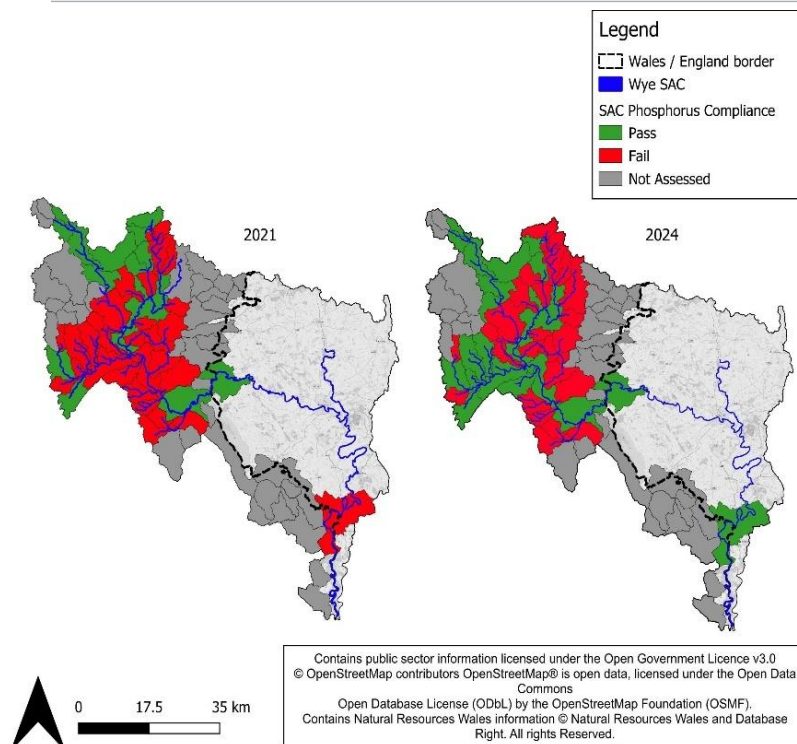 Legend
Wales / England border
Wye SAC
SAC Phosphorus Compliance
Pass
Fail
Not Assessed
2021
2024
0 17.5 35 km
Contains public sector information licensed under the Open Government Licence v3.0
© OpenStreetMap contributors OpenStreetMap® is open data, licensed under the Open Data
Commons
Open Database License (ODbL) by the OpenStreetMap Foundation (OSMF).
Contains Natural Resources Wales information © Natural Resources Wales and Database
Right. All rights Reserved.